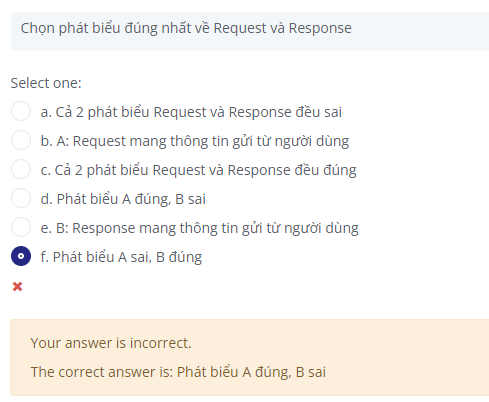 Chọn phát biểu đúng nhất về Request và Response
Select one:
a. Cả 2 phát biểu Request và Response đều sai
b. A: Request mang thông tin gửi từ người dùng
c. Cả 2 phát biểu Request và Response đều đúng
d. Phát biểu A đúng, B sai
e. B: Response mang thông tin gửi từ người dùng
f. Phát biểu A sai, B đúng
Your answer is incorrect.
The correct answer is: Phát biểu A đúng, B sai